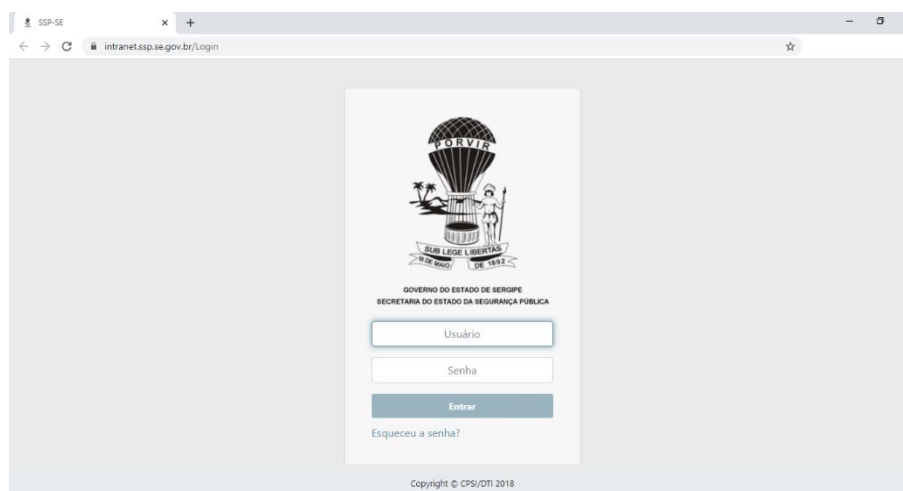 SSP-SE
intranet.ssp.se.gov.br/Login
PORVIR
SUB LEGE LIBERTAS
18 DE MAIO DE 1892
GOVERNO DO ESTADO DE SERGIPE
SECRETARIA DO ESTADO DA SEGURANÇA PÚBLICA
Usuário
Senha
Entrar
Esqueceu a senha?
Copyright © CPSI/DTI 2018